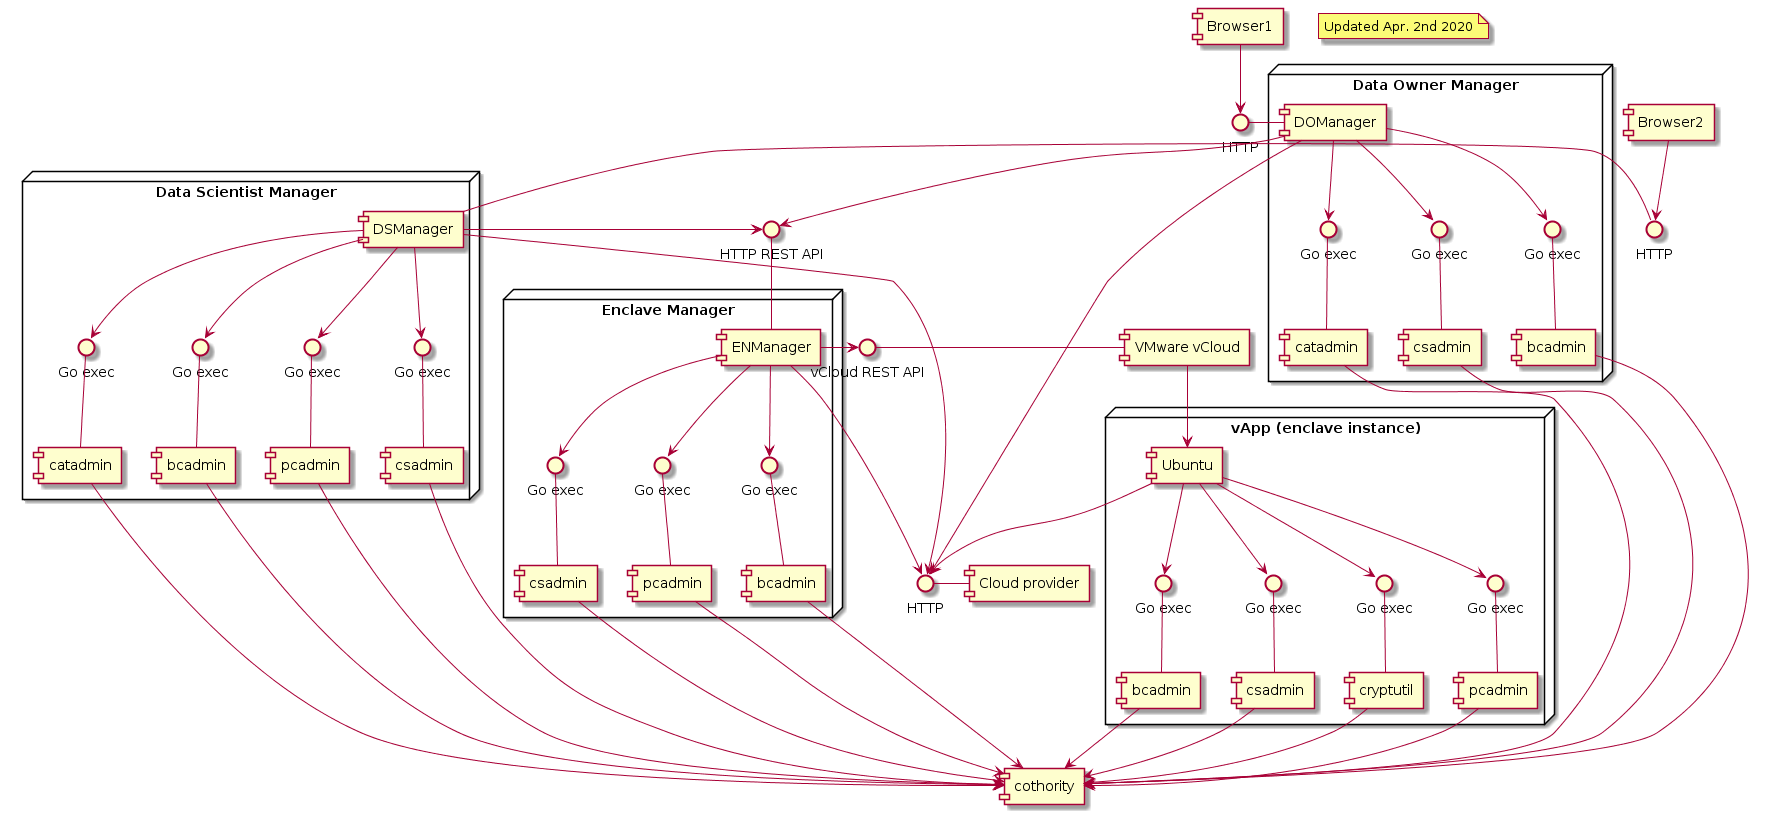 Browser1
Updated Apr. 2nd 2020
Data Owner Manager
DOManager
Browser2
HTTP
Data Scientist Manager
DSManager
HTTP REST API
Go exec
Go exec
Go exec
HTTP
Enclave Manager
ENManager
vCloud REST API
VMware vCloud
catadmin
csadmin
bcadmin
Go exec
Go exec
Go exec
Go exec
vApp (enclave instance)
catadmin
bcadmin
pcadmin
csadmin
Ubuntu
Go exec
Go exec
Go exec
csadmin
pcadmin
bcadmin
HTTP
Cloud provider
Go exec
Go exec
Go exec
Go exec
bcadmin
csadmin
cryptutil
pcadmin
cothority